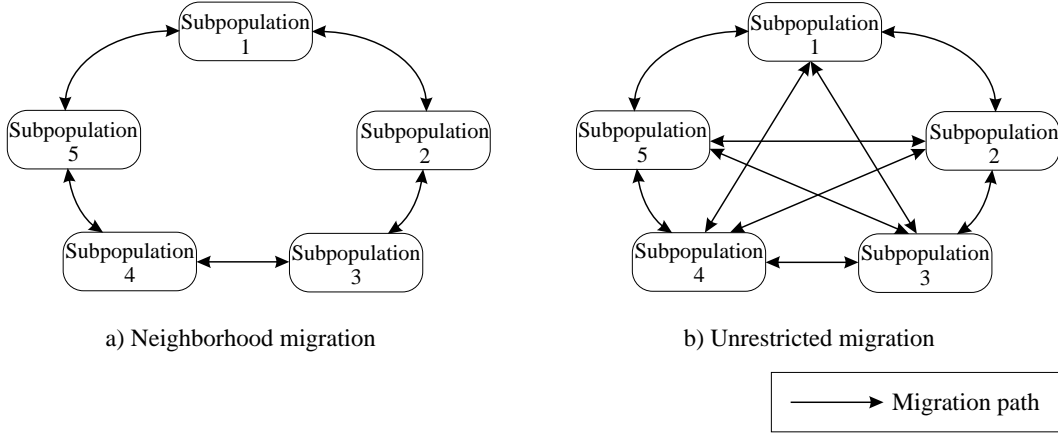 Subpopulation
1
Subpopulation
2
Subpopulation
3
Subpopulation
4
Subpopulation
5
a) Neighborhood migration
Subpopulation
1
Subpopulation
2
Subpopulation
3
Subpopulation
4
Subpopulation
5
b) Unrestricted migration
Migration path